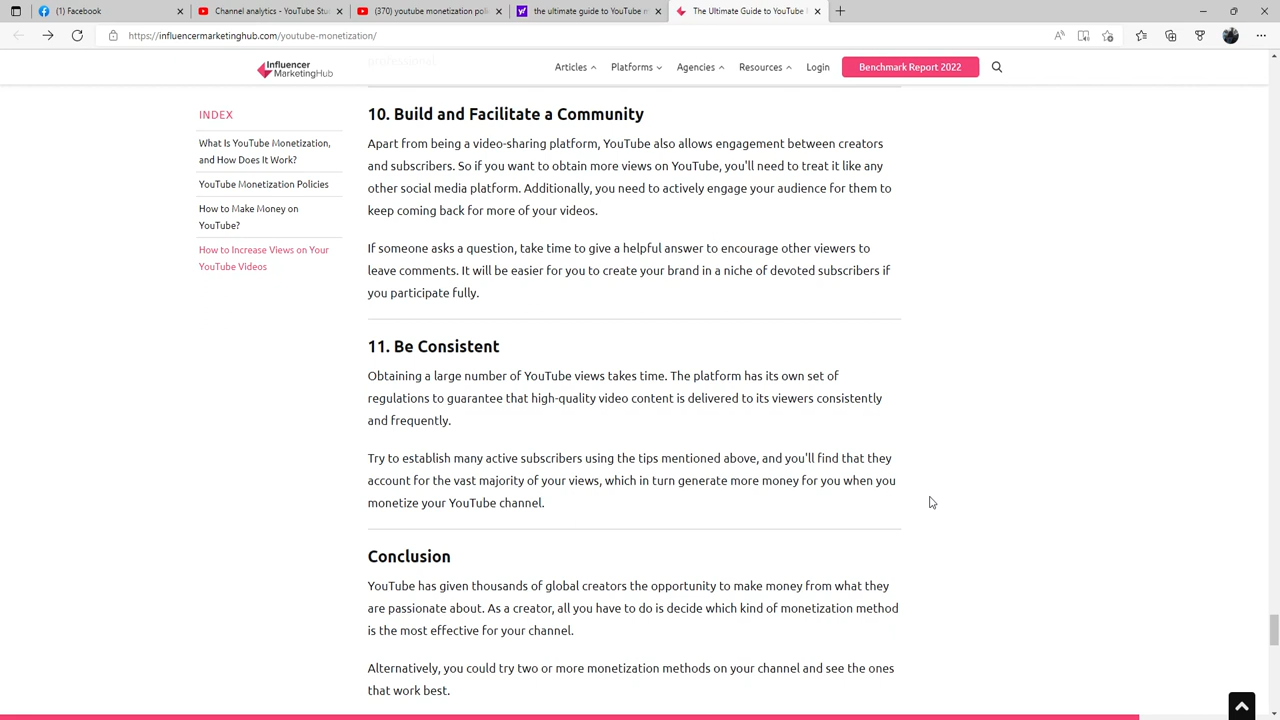 (1) Facebook
Channel analytics - YouTube Stu
(370) youtube monetization poli
the ultimate guide to YouTube m
The Ultimate Guide to YouTube
https://influencermarketinghub.com/youtube-monetization/
Influencer
MarketingHub
Articles
Platforms
Agencies
Resources
Login
Benchmark Report 2022
professional.
INDEX
What Is YouTube Monetization,
and How Does It Work?
YouTube Monetization Policies
How to Make Money on
YouTube?
How to Increase Views on Your
YouTube Videos
10. Build and Facilitate a Community
Apart from being a video-sharing platform, YouTube also allows engagement between creators
and subscribers. So if you want to obtain more views on YouTube, you'll need to treat it like any
other social media platform. Additionally, you need to actively engage your audience for them to
keep coming back for more of your videos.
If someone asks a question, take time to give a helpful answer to encourage other viewers to
leave comments. It will be easier for you to create your brand in a niche of devoted subscribers if
you participate fully.
11. Be Consistent
Obtaining a large number of YouTube views takes time. The platform has its own set of
regulations to guarantee that high-quality video content is delivered to its viewers consistently
and frequently.
Try to establish many active subscribers using the tips mentioned above, and you'll find that they
account for the vast majority of your views, which in turn generate more money for you when you
monetize your YouTube channel.
Conclusion
YouTube has given thousands of global creators the opportunity to make money from what they
are passionate about. As a creator, all you have to do is decide which kind of monetization method
is the most effective for your channel.
Alternatively, you could try two or more monetization methods on your channel and see the ones
that work best.